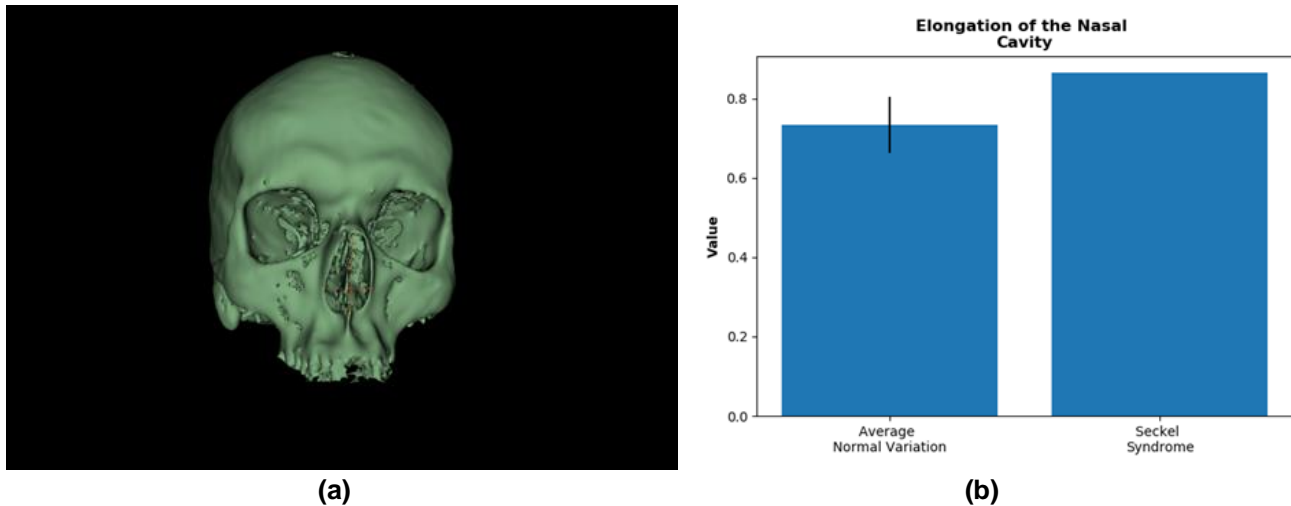 Elongation of the Nasal
Cavity
Value
0.8
0.6
0.4
0.2
0.0
Average
Normal Variation
Seckel
Syndrome
(a)
(b)